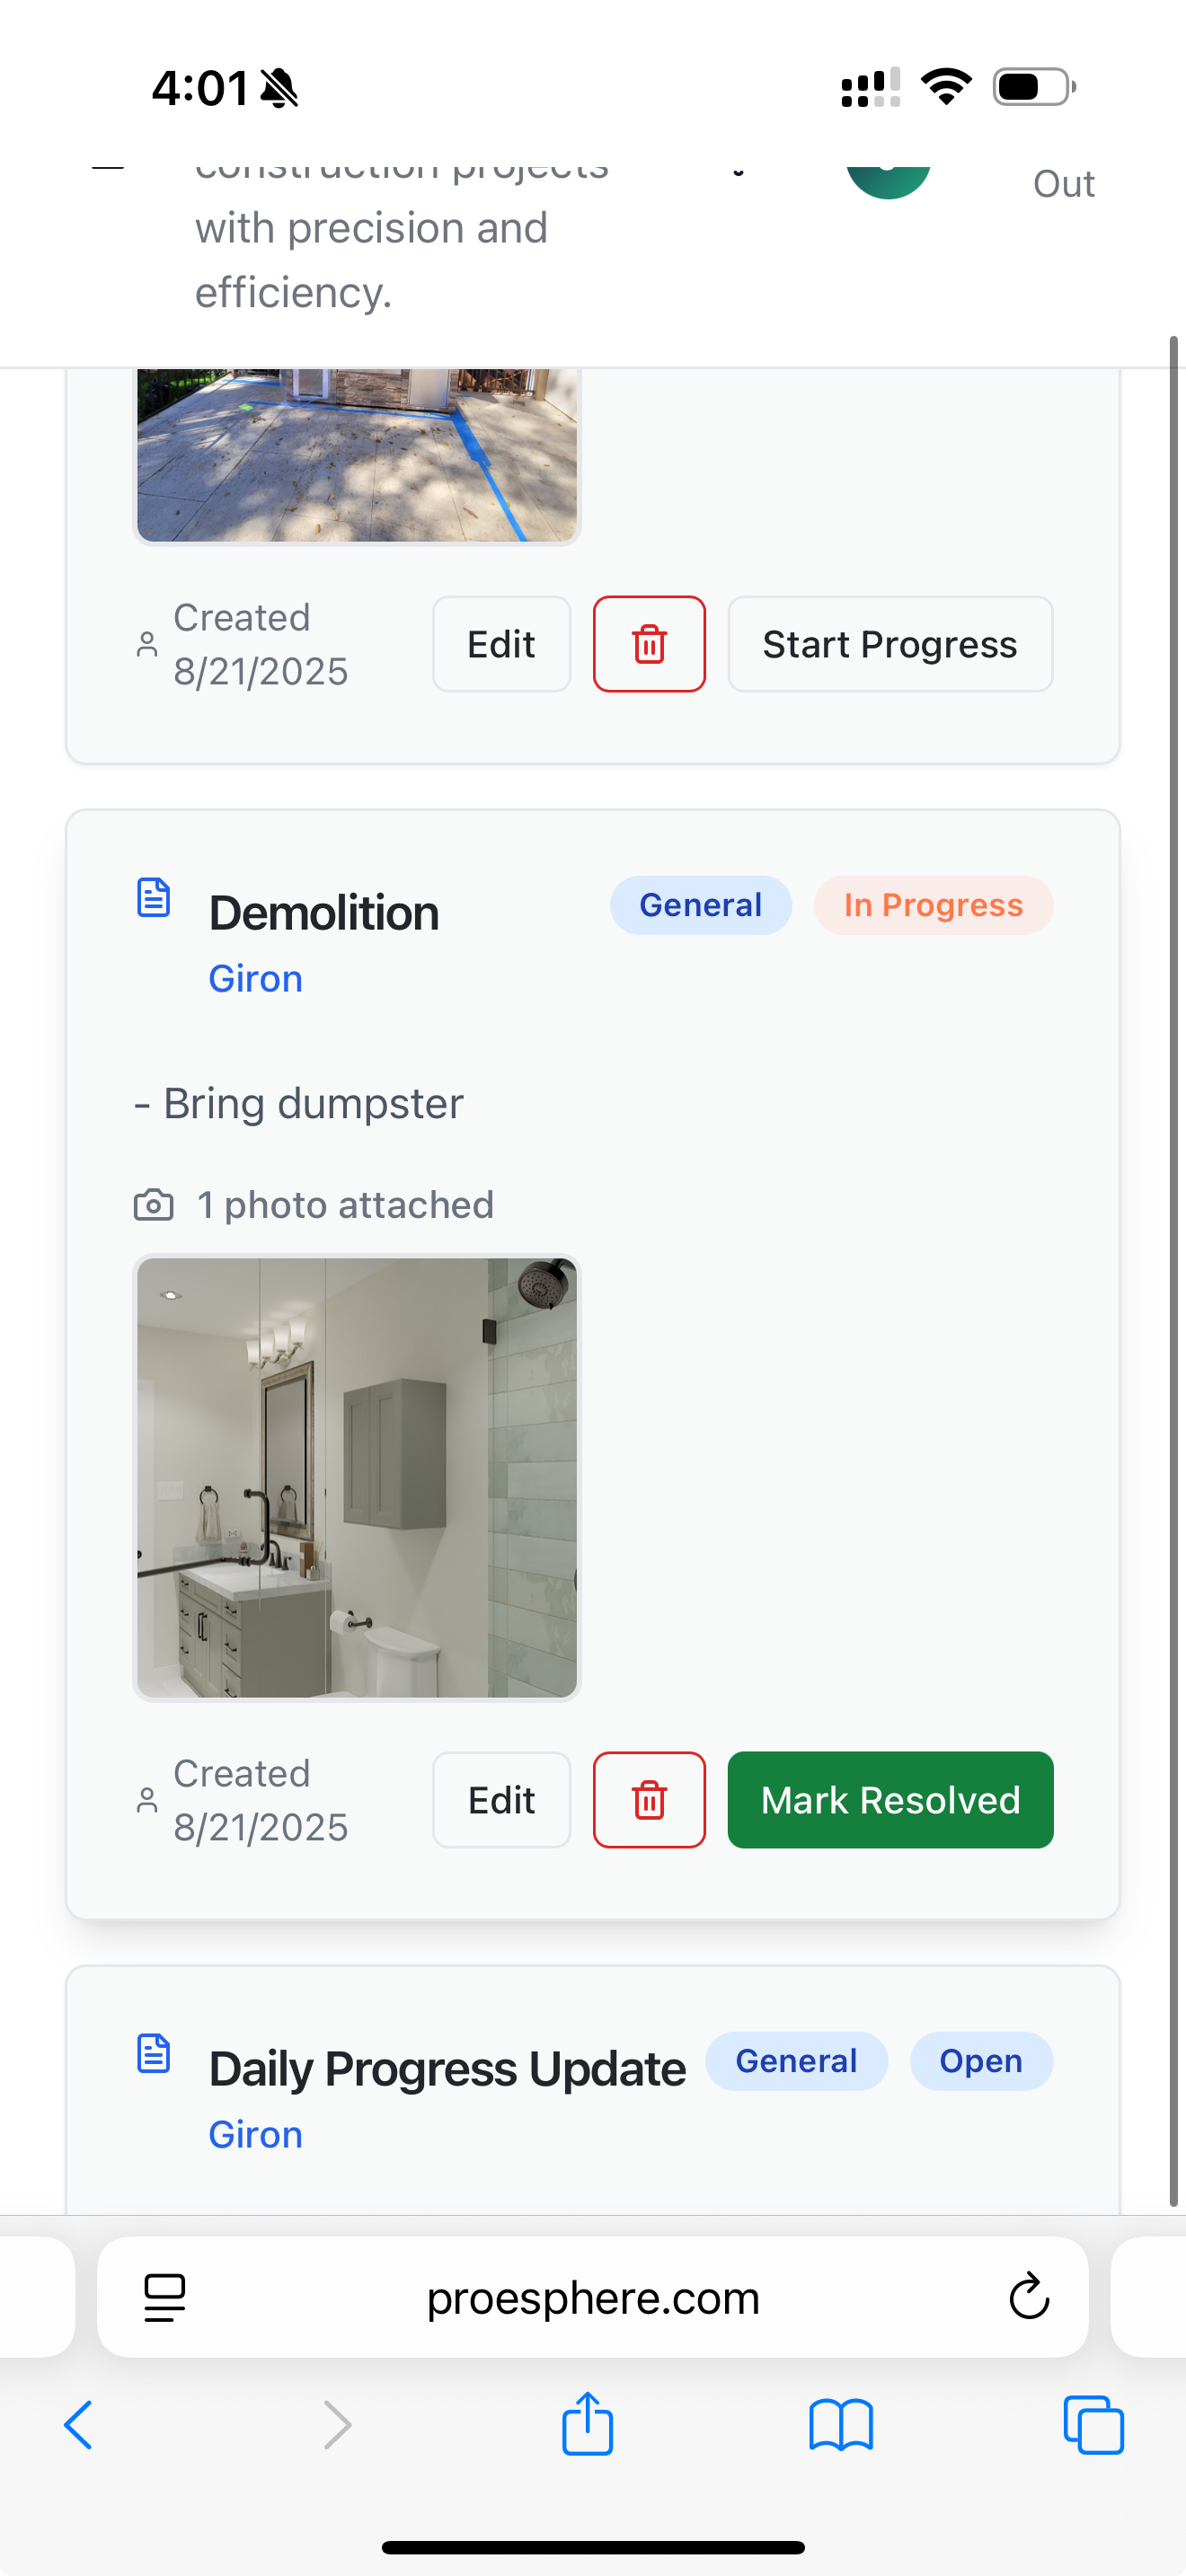 4:01
construction projects
with precision and
efficiency.
Out
Created
8/21/2025
Edit
Start Progress
Demolition
General
In Progress
Giron
- Bring dumpster
1 photo attached
Created
8/21/2025
Edit
Mark Resolved
Daily Progress Update
General
Open
Giron
proesphere.com